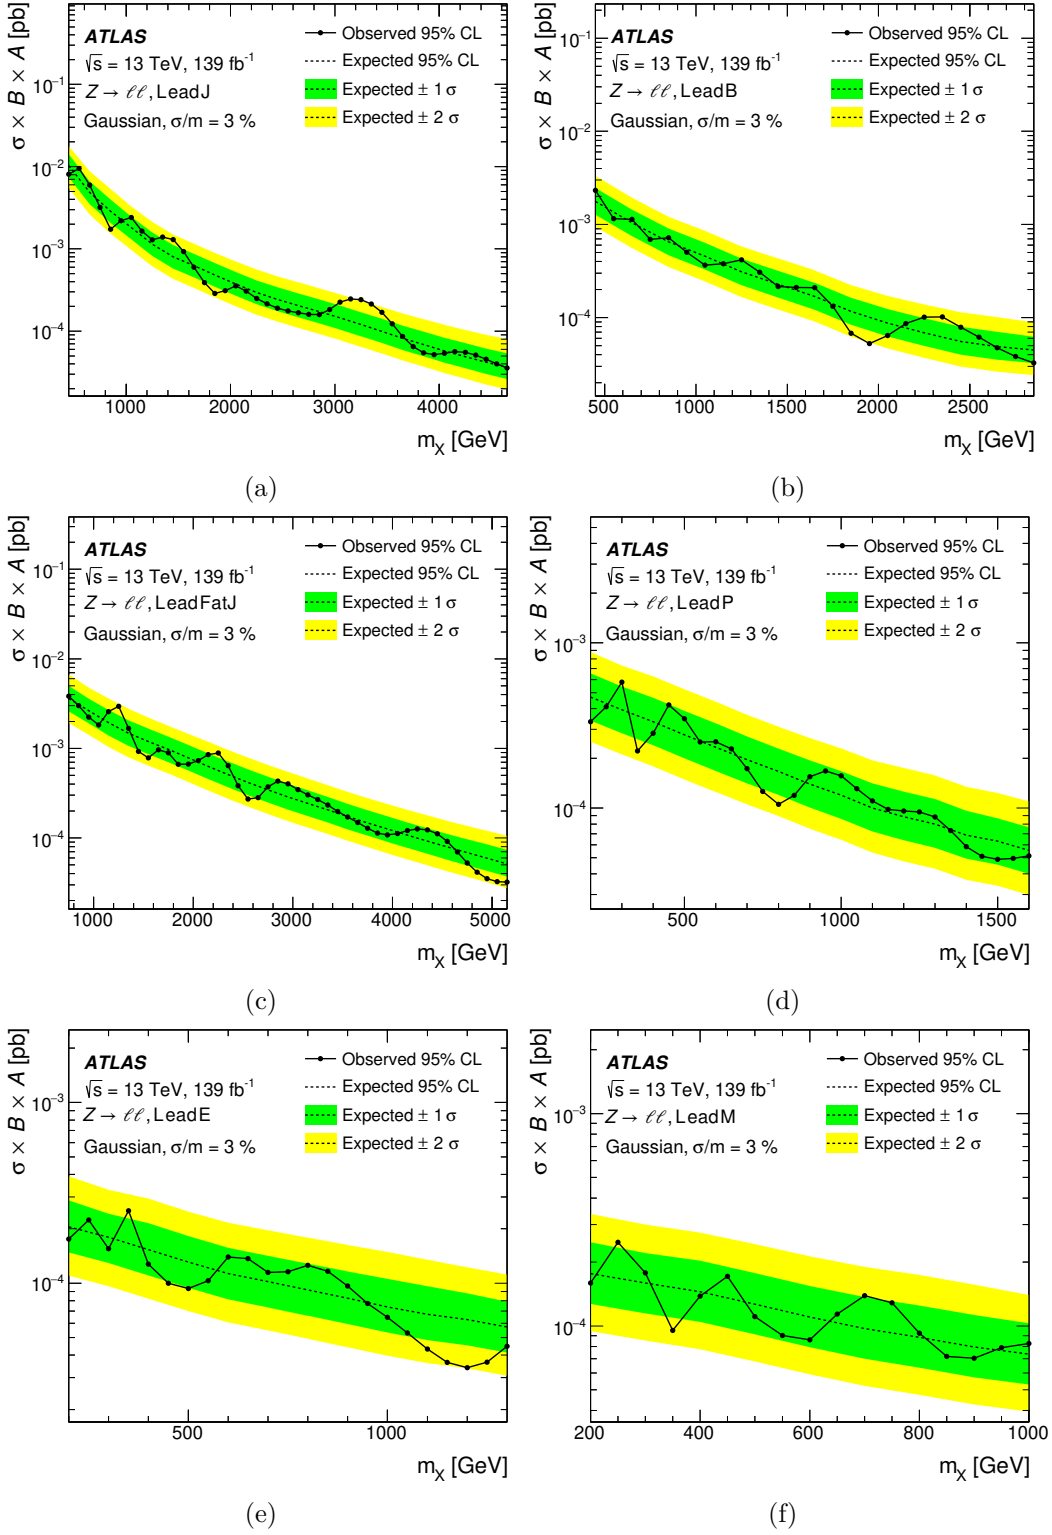 σ × B × A [pb]
ATLAS
√s = 13 TeV, 139 fb⁻¹
Z → ℓℓ, LeadJ
Gaussian, σ/m = 3 %
Observed 95% CL
Expected 95% CL
Expected ± 1 σ
Expected ± 2 σ
10⁻¹
10⁻²
10⁻³
10⁻⁴
1000 2000 3000 4000
m_X [GeV]
(a)
σ × B × A [pb]
ATLAS
√s = 13 TeV, 139 fb⁻¹
Z → ℓℓ, LeadB
Gaussian, σ/m = 3 %
Observed 95% CL
Expected 95% CL
Expected ± 1 σ
Expected ± 2 σ
10⁻¹
10⁻²
10⁻³
10⁻⁴
500 1000 1500 2000 2500
m_X [GeV]
(b)
σ × B × A [pb]
ATLAS
√s = 13 TeV, 139 fb⁻¹
Z → ℓℓ, LeadFatJ
Gaussian, σ/m = 3 %
Observed 95% CL
Expected 95% CL
Expected ± 1 σ
Expected ± 2 σ
10⁻¹
10⁻²
10⁻³
10⁻⁴
1000 2000 3000 4000 5000
m_X [GeV]
(c)
σ × B × A [pb]
ATLAS
√s = 13 TeV, 139 fb⁻¹
Z → ℓℓ, LeadP
Gaussian, σ/m = 3 %
Observed 95% CL
Expected 95% CL
Expected ± 1 σ
Expected ± 2 σ
10⁻³
10⁻⁴
500 1000 1500
m_X [GeV]
(d)
σ × B × A [pb]
ATLAS
√s = 13 TeV, 139 fb⁻¹
Z → ℓℓ, LeadE
Gaussian, σ/m = 3 %
Observed 95% CL
Expected 95% CL
Expected ± 1 σ
Expected ± 2 σ
10⁻³
10⁻⁴
500 1000
m_X [GeV]
(e)
σ × B × A [pb]
ATLAS
√s = 13 TeV, 139 fb⁻¹
Z → ℓℓ, LeadM
Gaussian, σ/m = 3 %
Observed 95% CL
Expected 95% CL
Expected ± 1 σ
Expected ± 2 σ
10⁻³
10⁻⁴
200 400 600 800 1000
m_X [GeV]
(f)